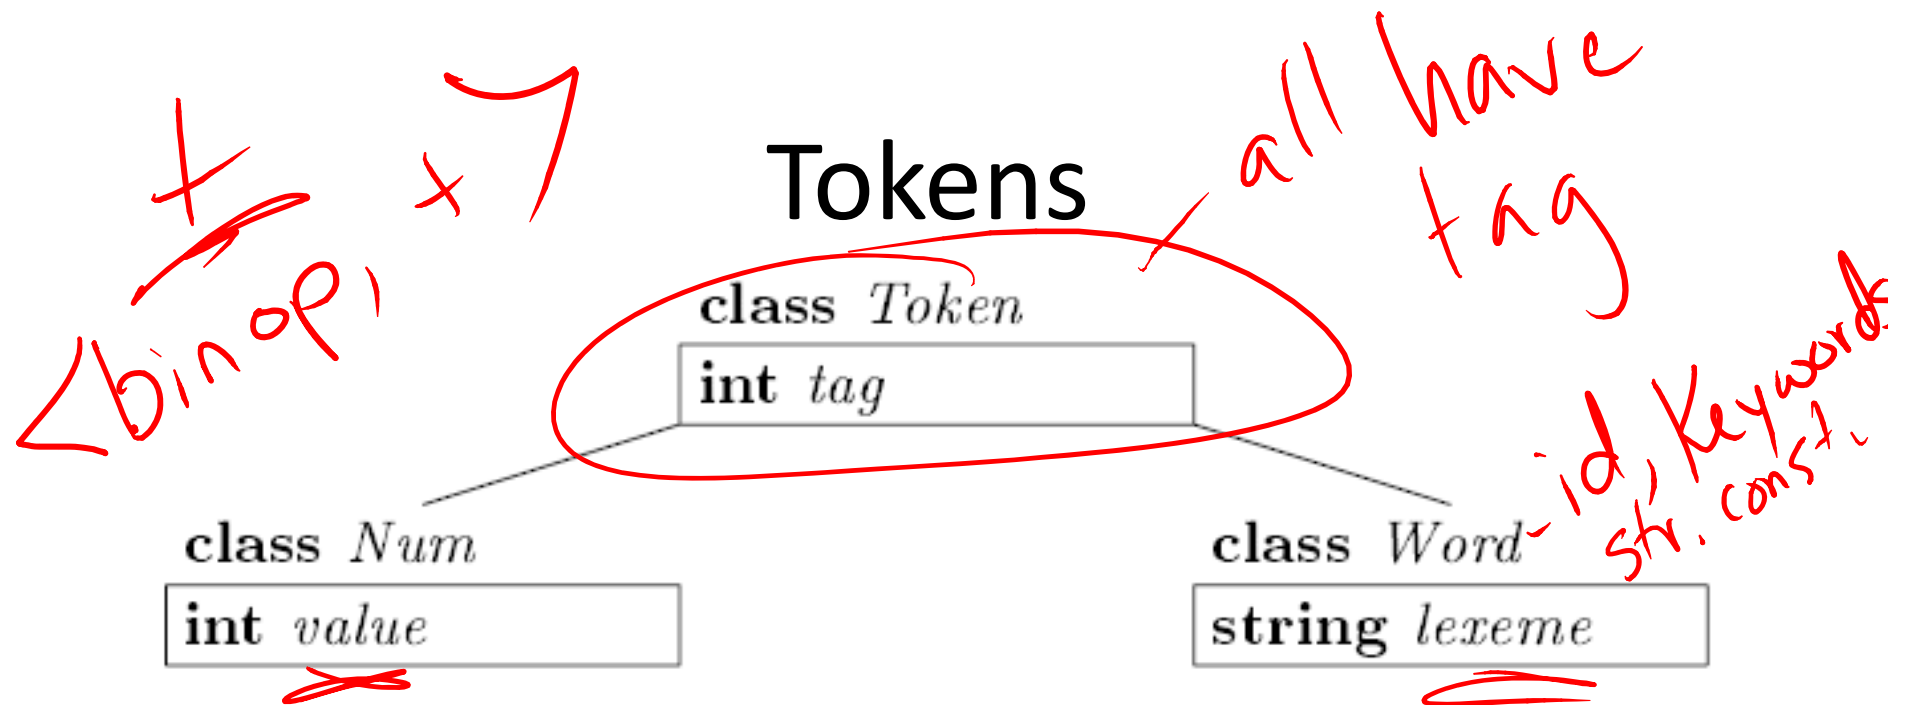 +
<binop, +>
all have
tag
Tokens
class Token
int tag
- id, Keywords
str. const.
class Num
int value
class Word
string lexeme